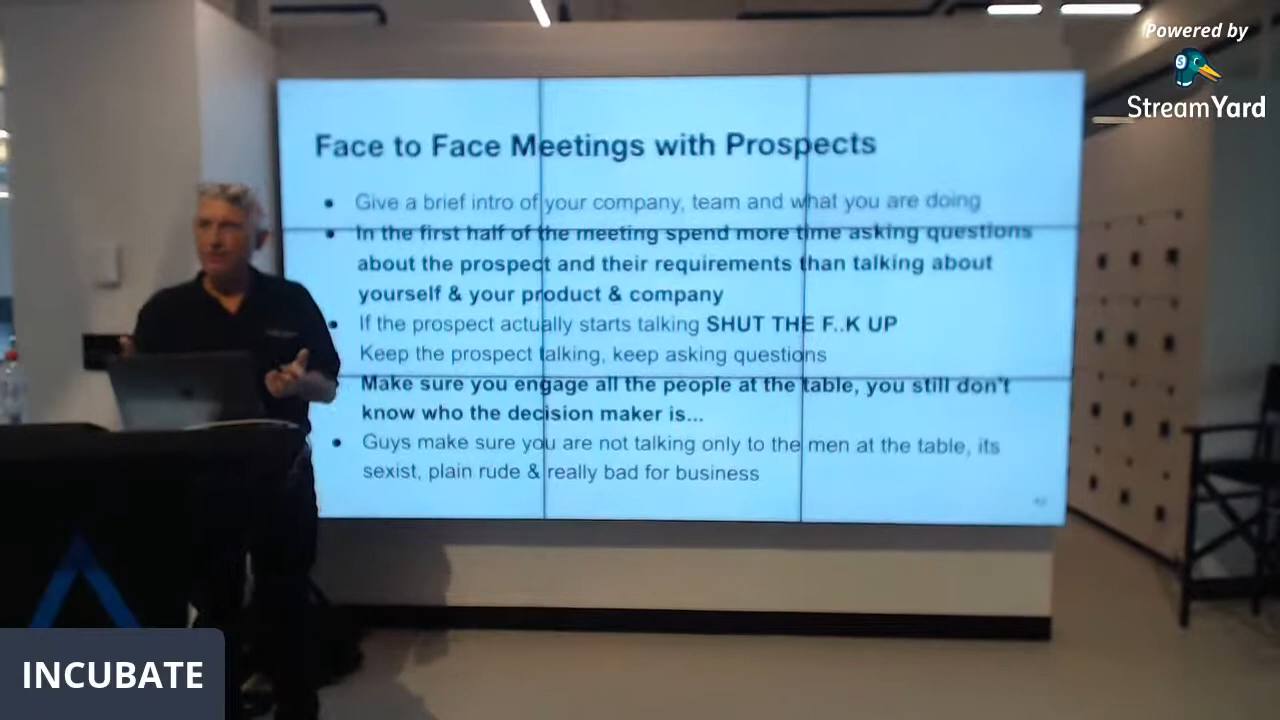 Powered by
StreamYard
Face to Face Meetings with Prospects
Give a brief intro of your company, team and what you are doing
In the first half of the meeting spend more time asking questions
about the prospect and their requirements than talking about
yourself & your product & company
If the prospect actually starts talking SHUT THE F..K UP
Keep the prospect talking, keep asking questions
Make sure you engage all the people at the table, you still don't
know who the decision maker is...
Guys make sure you are not talking only to the men at the table, its
sexist, plain rude & really bad for business
INCUBATE